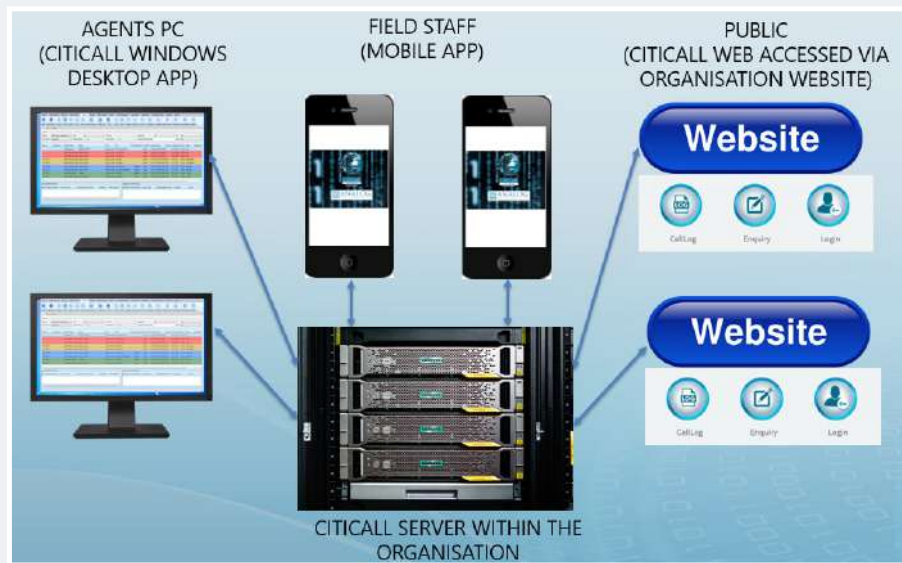 AGENTS PC
(CITICALL WINDOWS
DESKTOP APP)
FIELD STAFF
(MOBILE APP)
PUBLIC
(CITICALL WEB ACCESSED VIA
ORGANISATION WEBSITE)
Website
CallLog
Enquiry
Login
Website
CallLog
Enquiry
Login
CITICALL SERVER WITHIN THE
ORGANISATION